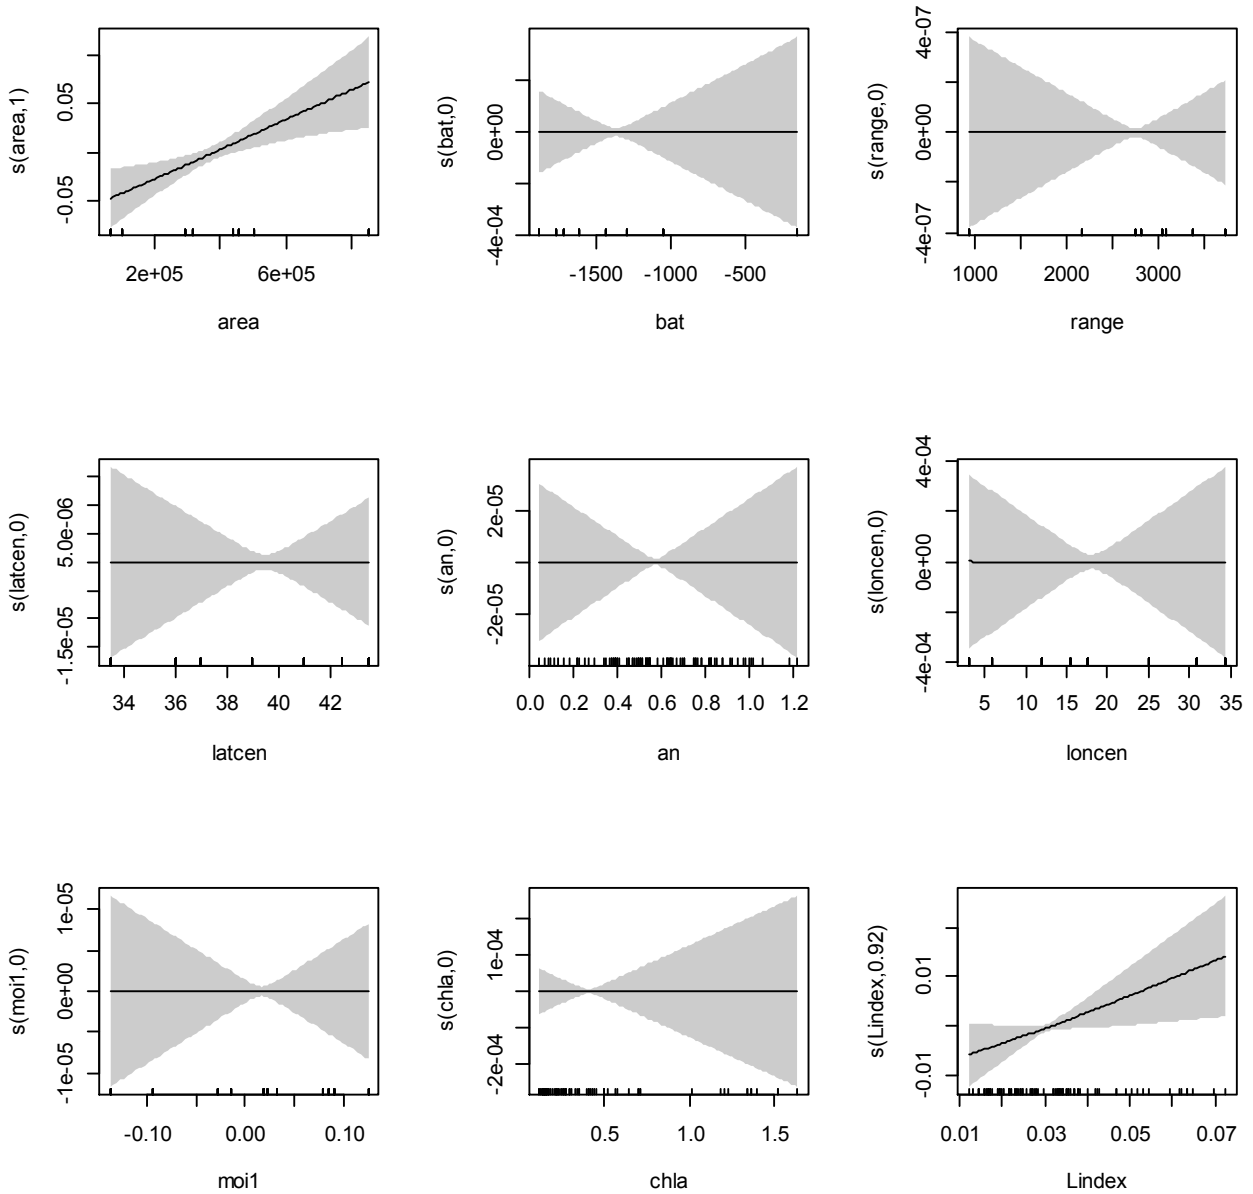 s(area,1)
0.05
-0.05
2e+05
6e+05
area
s(bat,0)
0e+00
-4e-04
-1500
-1000
-500
bat
s(range,0)
4e-07
0e+00
-4e-07
1000
2000
3000
range
s(latcen,0)
5.0e-06
-1.5e-05
34
36
38
40
42
latcen
s(an,0)
2e-05
-2e-05
0.0
0.2
0.4
0.6
0.8
1.0
1.2
an
s(loncen,0)
4e-04
0e+00
-4e-04
5
10
15
20
25
30
35
loncen
s(moi1,0)
1e-05
0e+00
-1e-05
-0.10
0.00
0.10
moi1
s(chla,0)
1e-04
-2e-04
0.5
1.0
1.5
chla
s(Lindex,0.92)
0.01
-0.01
0.01
0.03
0.05
0.07
Lindex